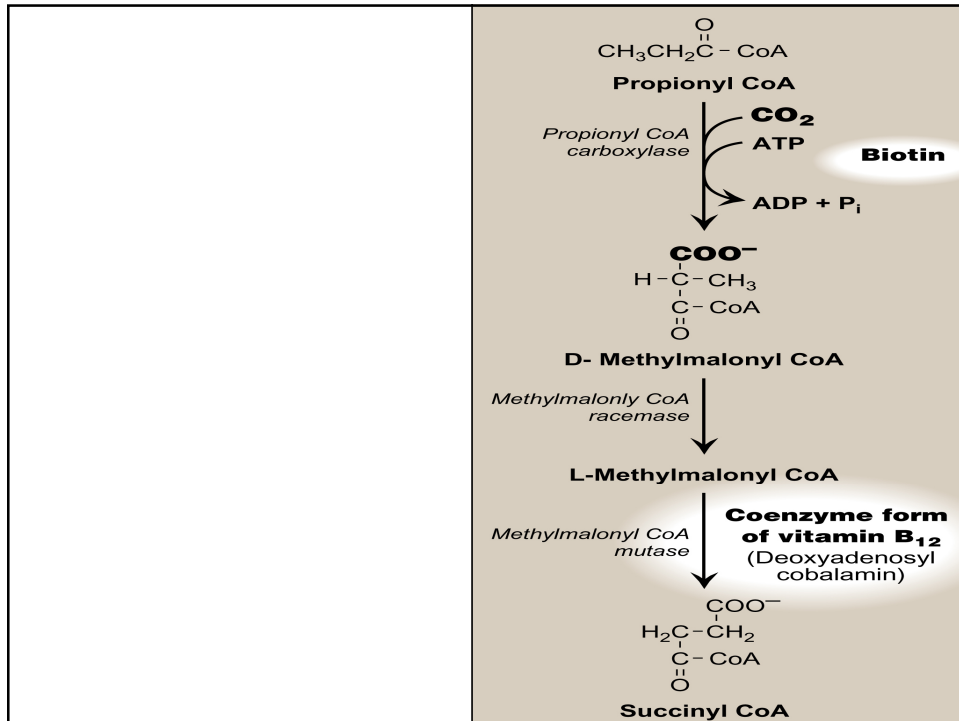 O
CH₃CH₂C - CoA
Propionyl CoA
Propionyl CoA
carboxylase
CO₂
ATP
Biotin
ADP + Pᵢ
COO⁻
H - C - CH₃
C - CoA
O
D- Methylmalonyl CoA
Methylmalonly CoA
racemase
L-Methylmalonyl CoA
Methylmalonyl CoA
mutase
Coenzyme form
of vitamin B₁₂
(Deoxyadenosyl
cobalamin)
COO⁻
H₂C - CH₂
C - CoA
O
Succinyl CoA